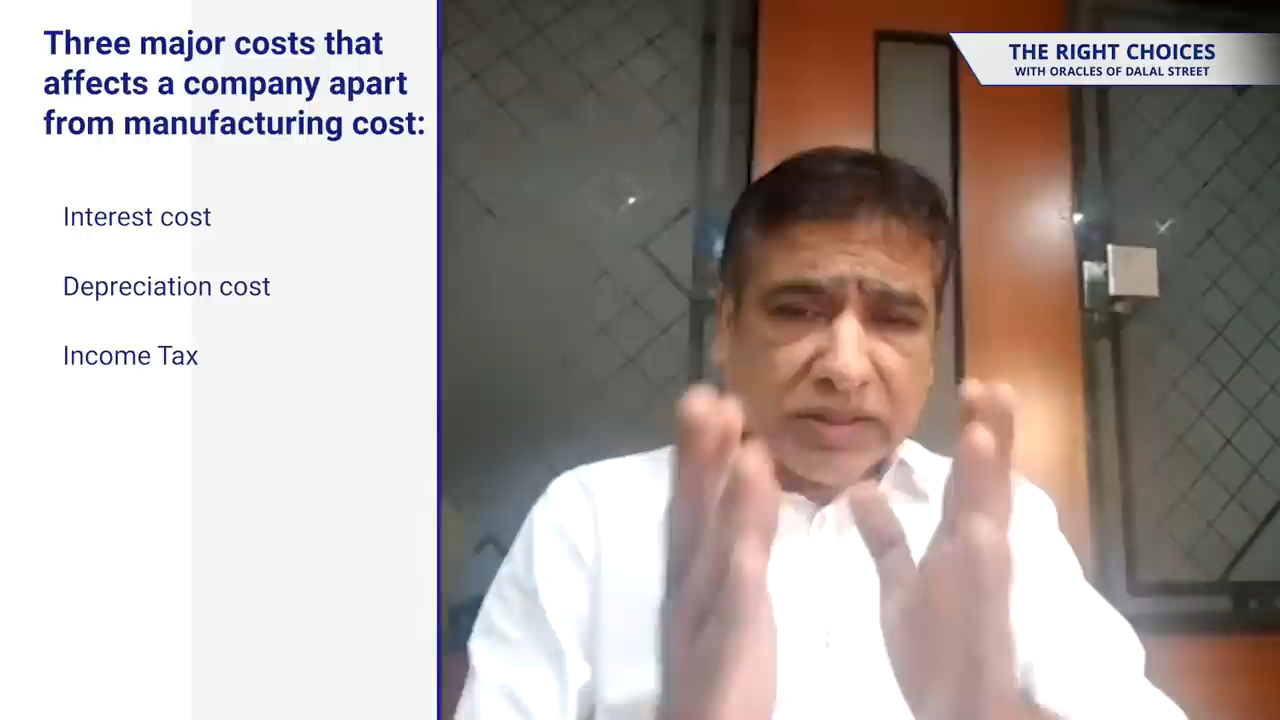 Three major costs that
affects a company apart
from manufacturing cost:
Interest cost
Depreciation cost
Income Tax
THE RIGHT CHOICES
WITH ORACLES OF DALAL STREET